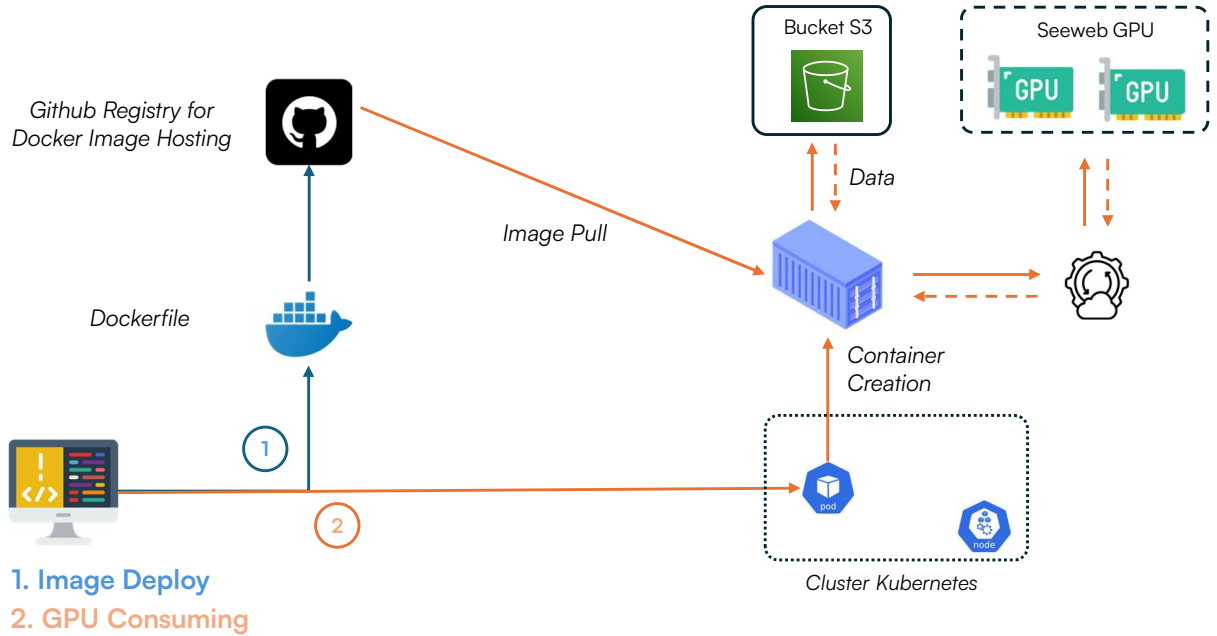 Bucket S3
Seeweb GPU
GPU
GPU
Github Registry for
Docker Image Hosting
Data
Image Pull
Dockerfile
Container
Creation
1
!
</>
2
pod
node
1. Image Deploy
2. GPU Consuming
Cluster Kubernetes